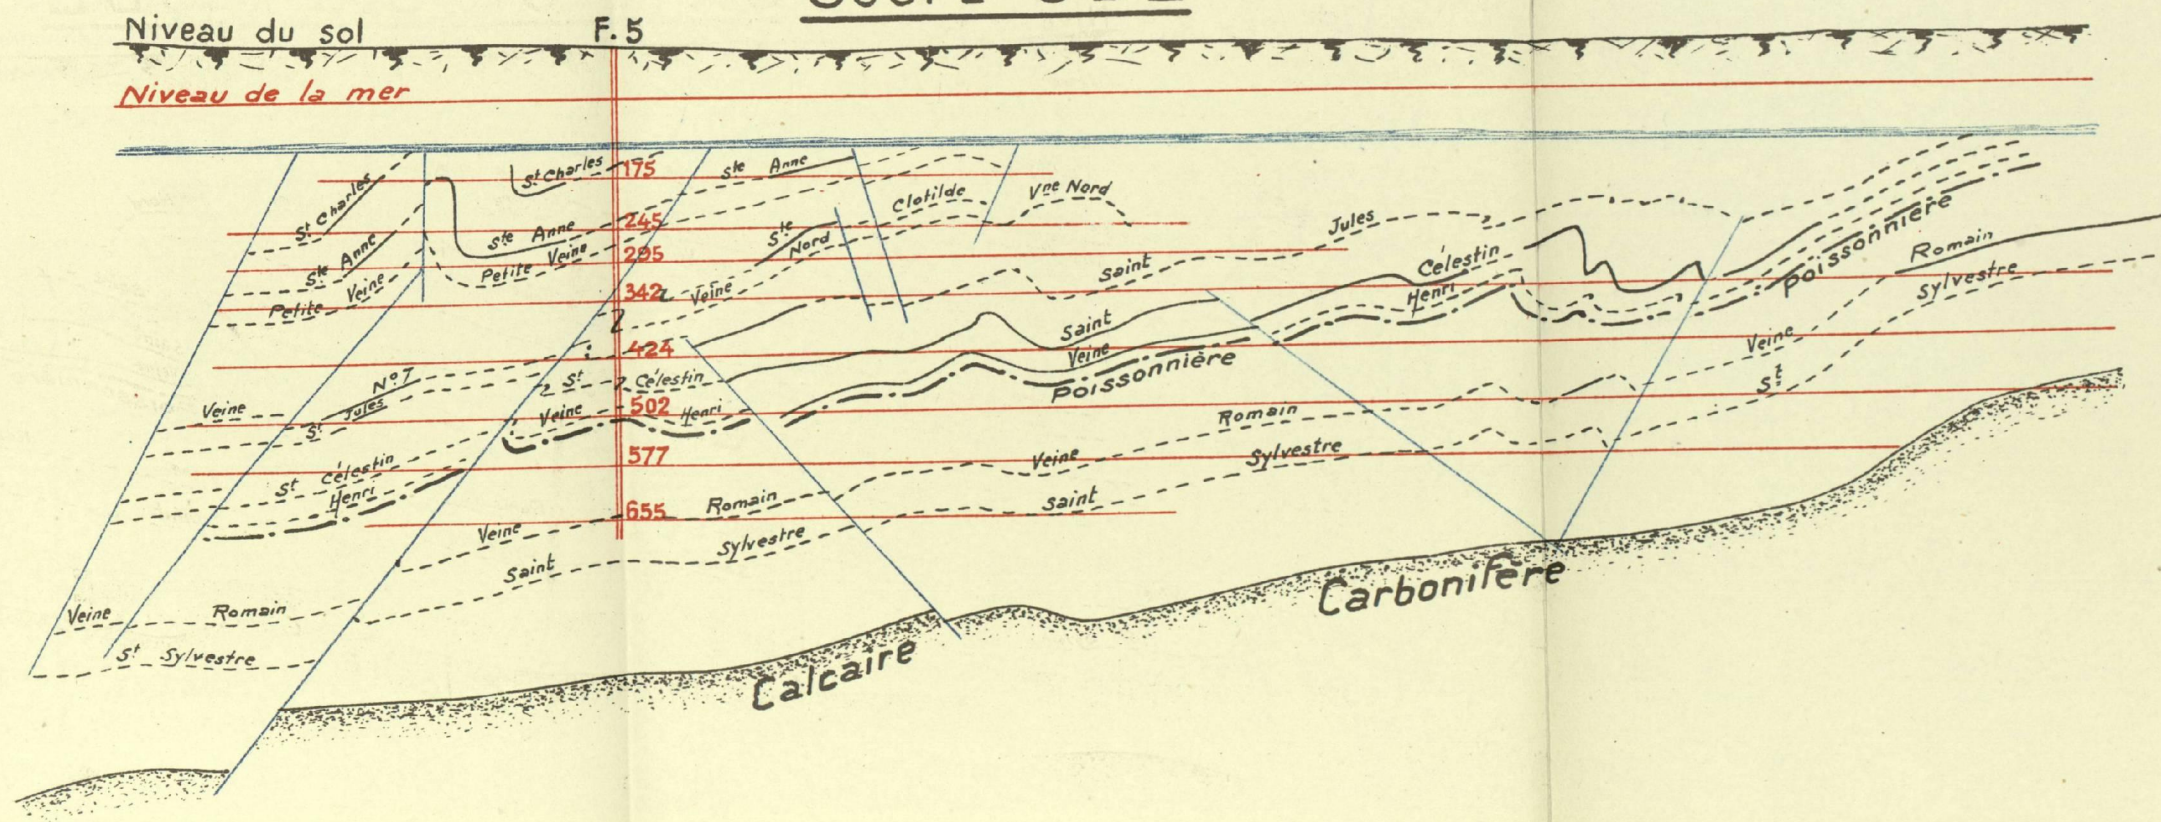 Niveau du sol
F.5
Niveau de la mer
175
245
295
342
424
502
577
655
St Charles
Ste Anne
Petite Veine
St Charles
Ste Anne
Petite Veine
Ste Anne
Ste
Clotilde
Vne Nord
Veine Nord
Saint Jules
Veine No 7
St Jules
St Célestin
Henri
St Célestin
Veine Henri
Saint Célestin
Veine Henri
Poissonnière
Poissonnière
Veine Romain
St Sylvestre
Veine Romain
Saint Sylvestre
Veine Romain
Saint Sylvestre
Veine Romain
St Sylvestre
Calcaire Carbonifère